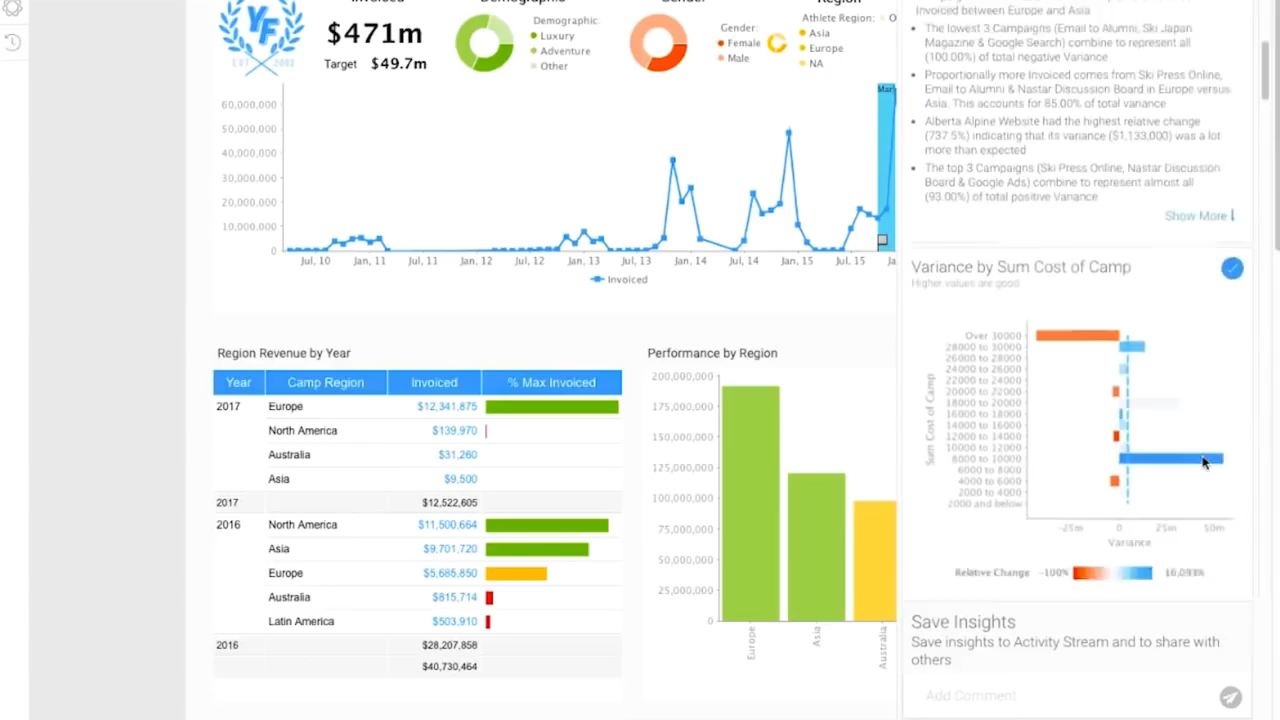 Invoiced
Demographic
Gender
Region
YF
EST 2003
$471m
Target $49.7m
Demographic:
Luxury
Adventure
Other
Gender:
Female
Male
Athlete Region:
Asia
Europe
NA
60,000,000
50,000,000
40,000,000
30,000,000
20,000,000
10,000,000
0
Jul, 10
Jan, 11
Jul, 11
Jan, 12
Jul, 12
Jan, 13
Jul, 13
Jan, 14
Jul, 14
Jan, 15
Jul, 15
Invoiced
Region Revenue by Year
Year Camp Region Invoiced % Max Invoiced
2017 Europe $12,341,875
North America $139,970
Australia $31,260
Asia $9,500
2017 $12,522,605
2016 North America $11,500,664
Asia $9,701,720
Europe $5,685,850
Australia $815,714
Latin America $503,910
2016 $28,207,858
$40,730,464
Performance by Region
200,000,000
175,000,000
150,000,000
125,000,000
100,000,000
75,000,000
50,000,000
25,000,000
0
Europe
Asia
Australia
Invoiced between Europe and Asia
The lowest 3 Campaigns (Email to Alumni, Ski Japan
Magazine & Google Search) combine to represent all
(100.00%) of total negative Variance
Proportionally more Invoiced comes from Ski Press Online,
Email to Alumni & Nastar Discussion Board in Europe versus
Asia. This accounts for 85.00% of total variance
Alberta Alpine Website had the highest relative change
(737.5%) indicating that its variance ($1,133,000) was a lot
more than expected
The top 3 Campaigns (Ski Press Online, Nastar Discussion
Board & Google Ads) combine to represent almost all
(93.00%) of total positive Variance
Show More
Variance by Sum Cost of Camp
Higher values are good
Sum Cost of Camp
Over 30000
28000 to 30000
26000 to 28000
24000 to 26000
22000 to 24000
20000 to 22000
18000 to 20000
16000 to 18000
14000 to 16000
12000 to 14000
10000 to 12000
8000 to 10000
6000 to 8000
4000 to 6000
2000 to 4000
2000 and below
-25m
0
25m
50m
Variance
Relative Change -100% 16,093%
Save Insights
Save insights to Activity Stream and to share with
others
Add Comment